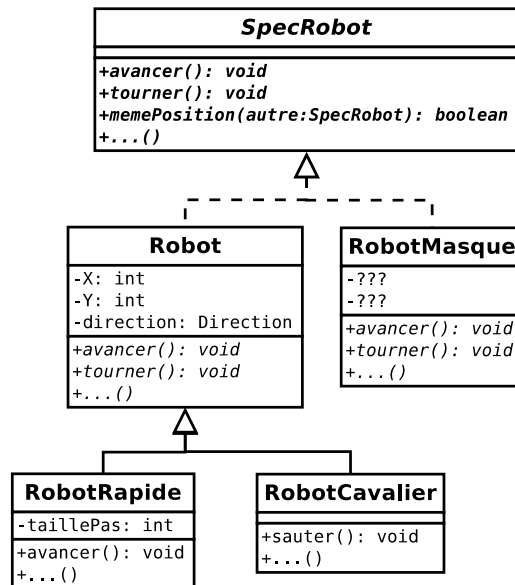 SpecRobot
+avancer(): void
+tourner(): void
+memePosition(autre:SpecRobot): boolean
+...()
Robot
-X: int
-Y: int
-direction: Direction
+avancer(): void
+tourner(): void
+...()
RobotMasque
-???
-???
+avancer(): void
+tourner(): void
+...()
RobotRapide
-taillePas: int
+avancer(): void
+...()
RobotCavalier
+sauter(): void
+...()